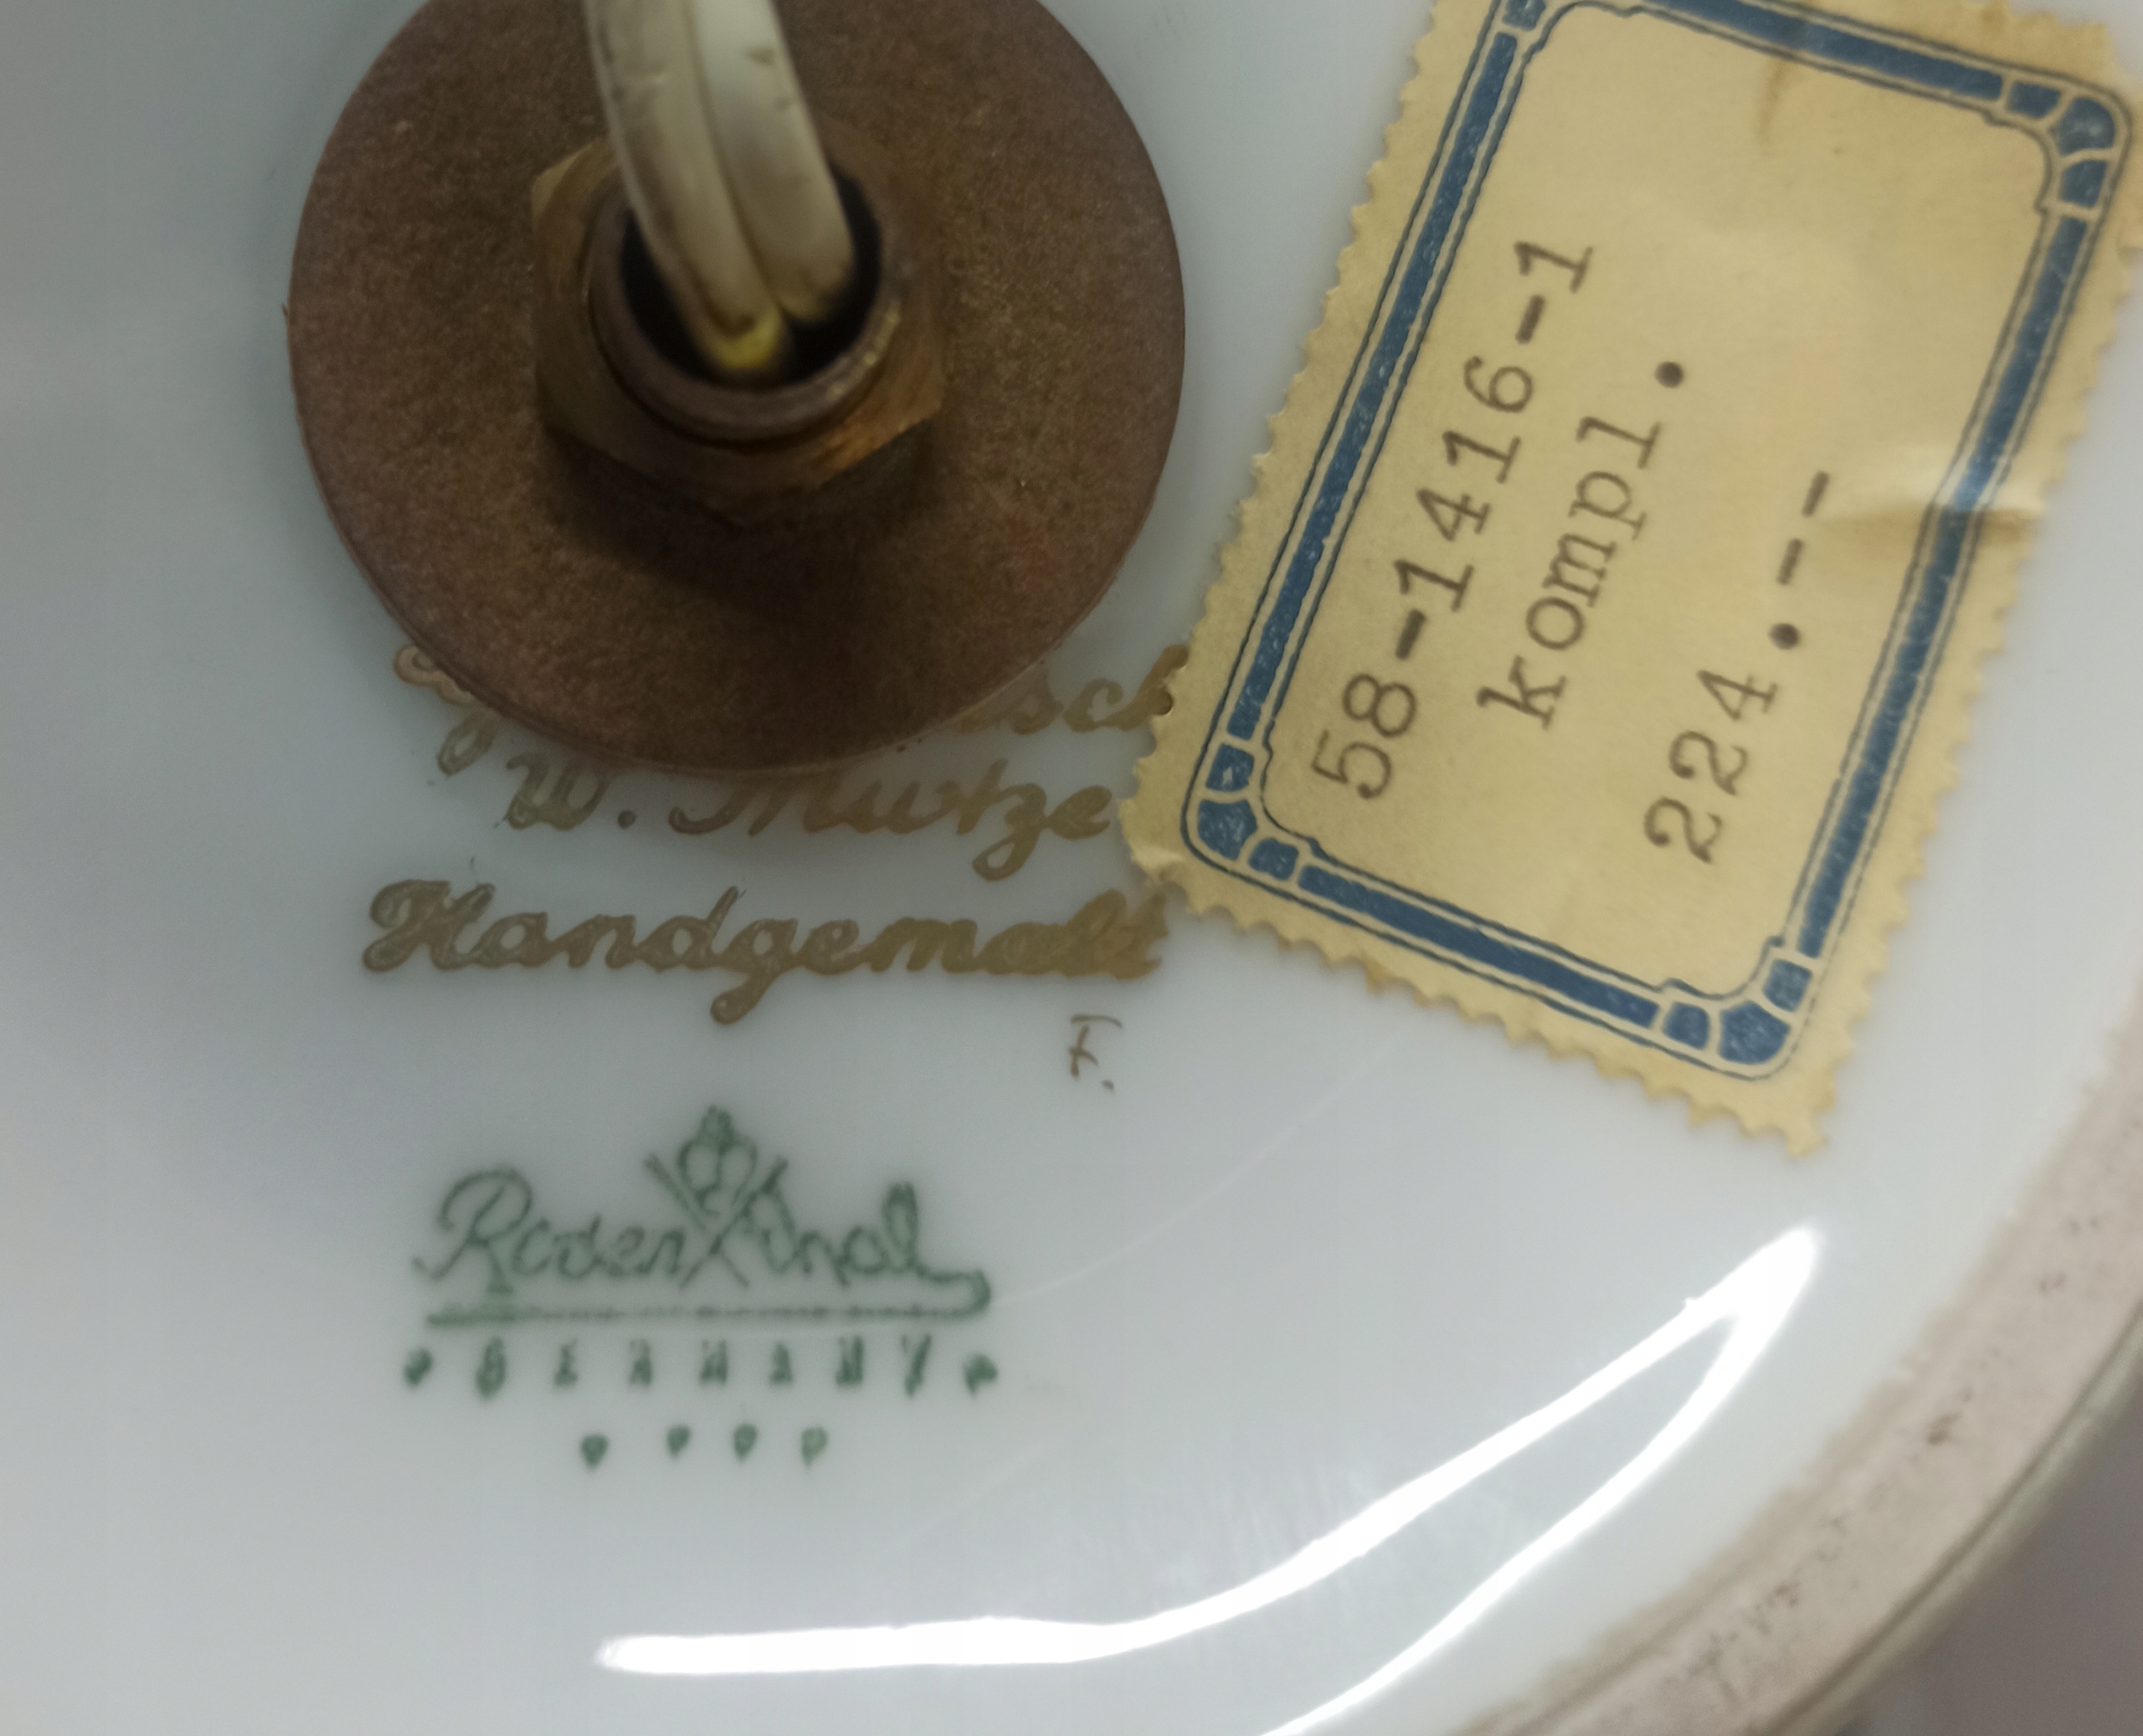 W. Mutze
Handgemalt
F.
Rosenthal
GERMANY
58-1416-1
kompl.
224.--